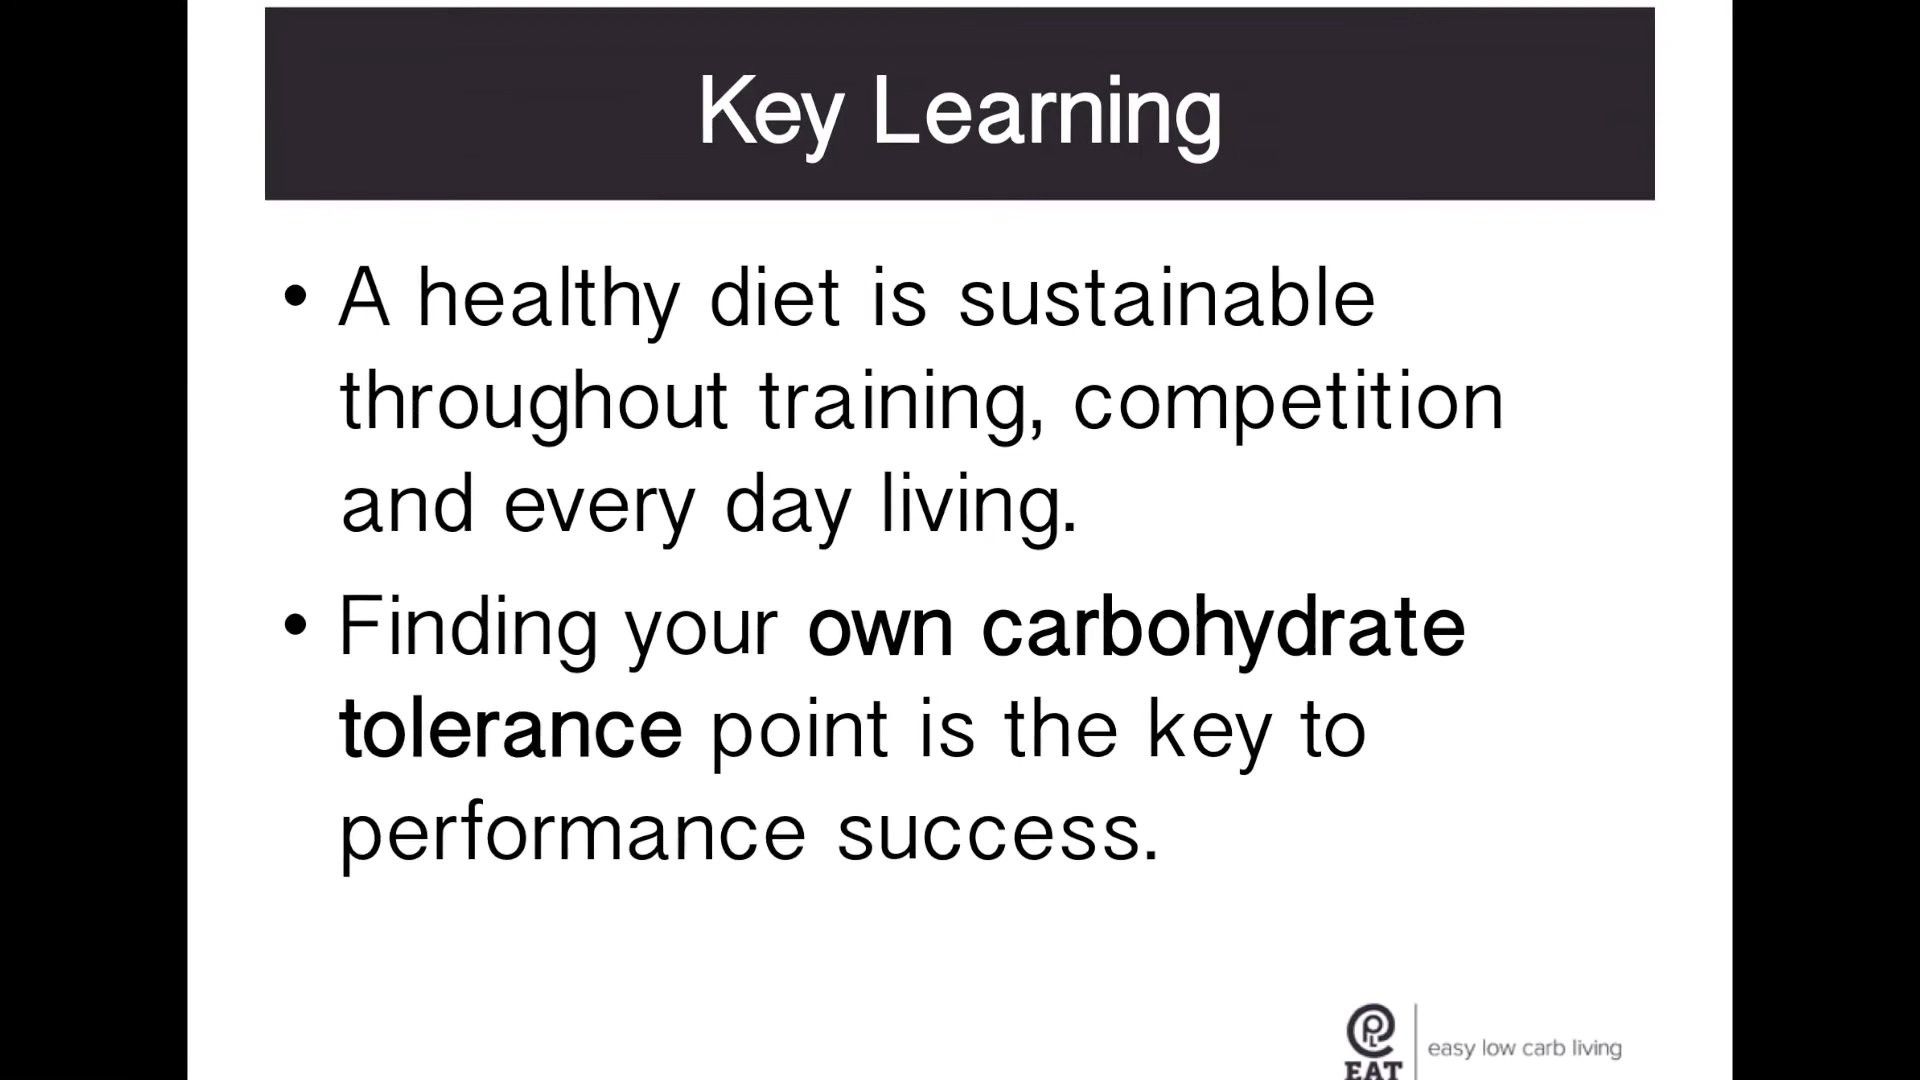 Key Learning
• A healthy diet is sustainable
throughout training, competition
and every day living.
• Finding your own carbohydrate
tolerance point is the key to
performance success.
EAT
easy low carb living